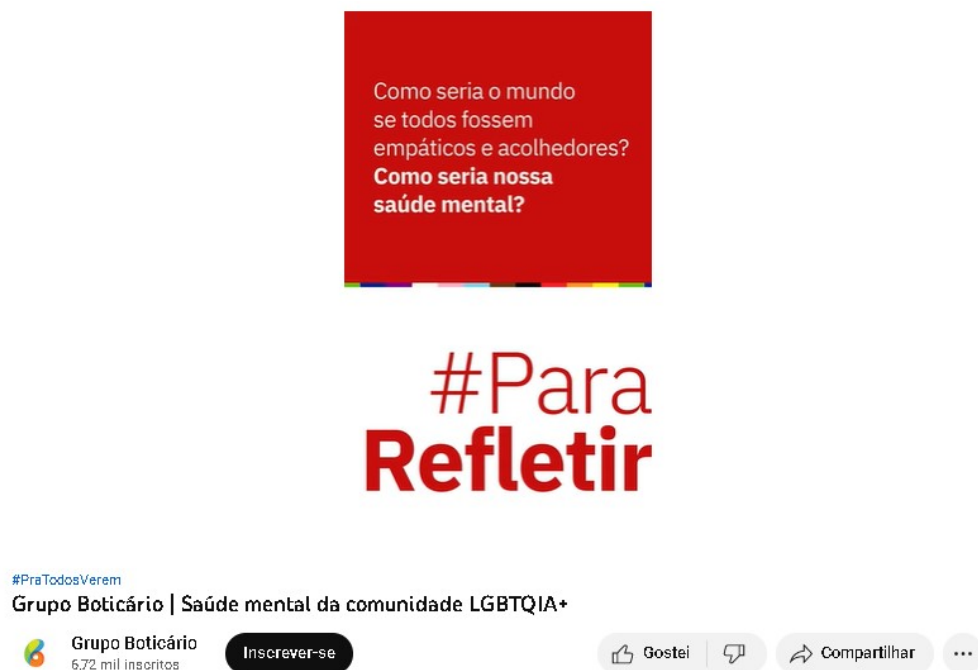 Como seria o mundo
se todos fossem
empáticos e acolhedores?
Como seria nossa
saúde mental?
#Para
Refletir
#PraTodosVerem
Grupo Boticário | Saúde mental da comunidade LGBTQIA+
Grupo Boticário
6,72 mil inscritos
Inscrever-se
Gostei
Compartilhar